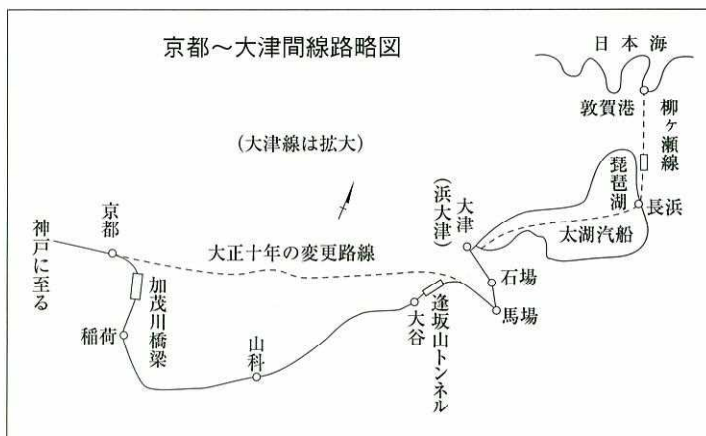 京都～大津間線路略図
日本海
敦賀港
柳ヶ瀬線
(大津線は拡大)
琵琶湖
長浜
太湖汽船
大津
(浜大津)
京都
神戸に至る
大正十年の変更路線
加茂川橋梁
稲荷
山科
大谷
逢坂山トンネル
石場
馬場